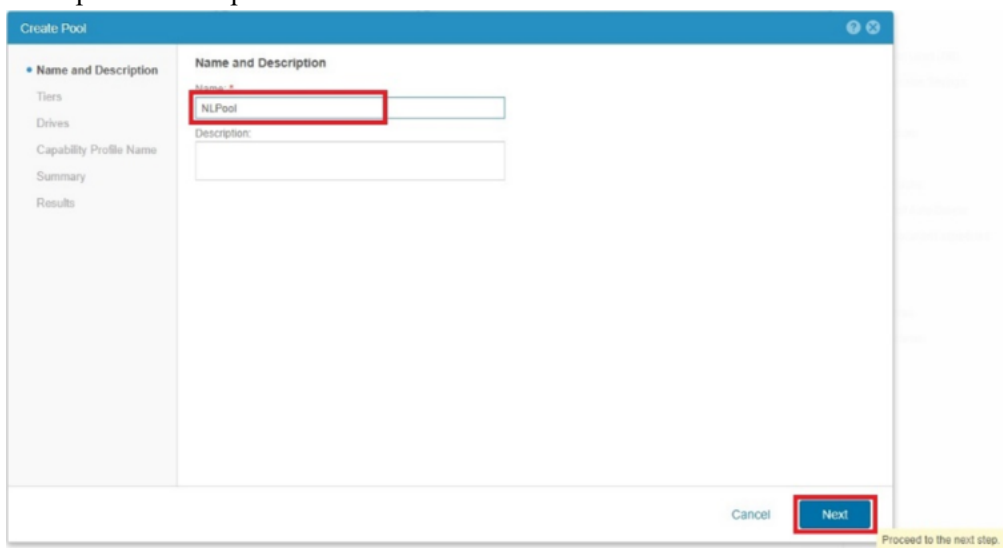 Create Pool
Name and Description
Tiers
Drives
Capability Profile Name
Summary
Results
Name and Description
Name: *
NLPool
Description:
Cancel
Next
Proceed to the next step.